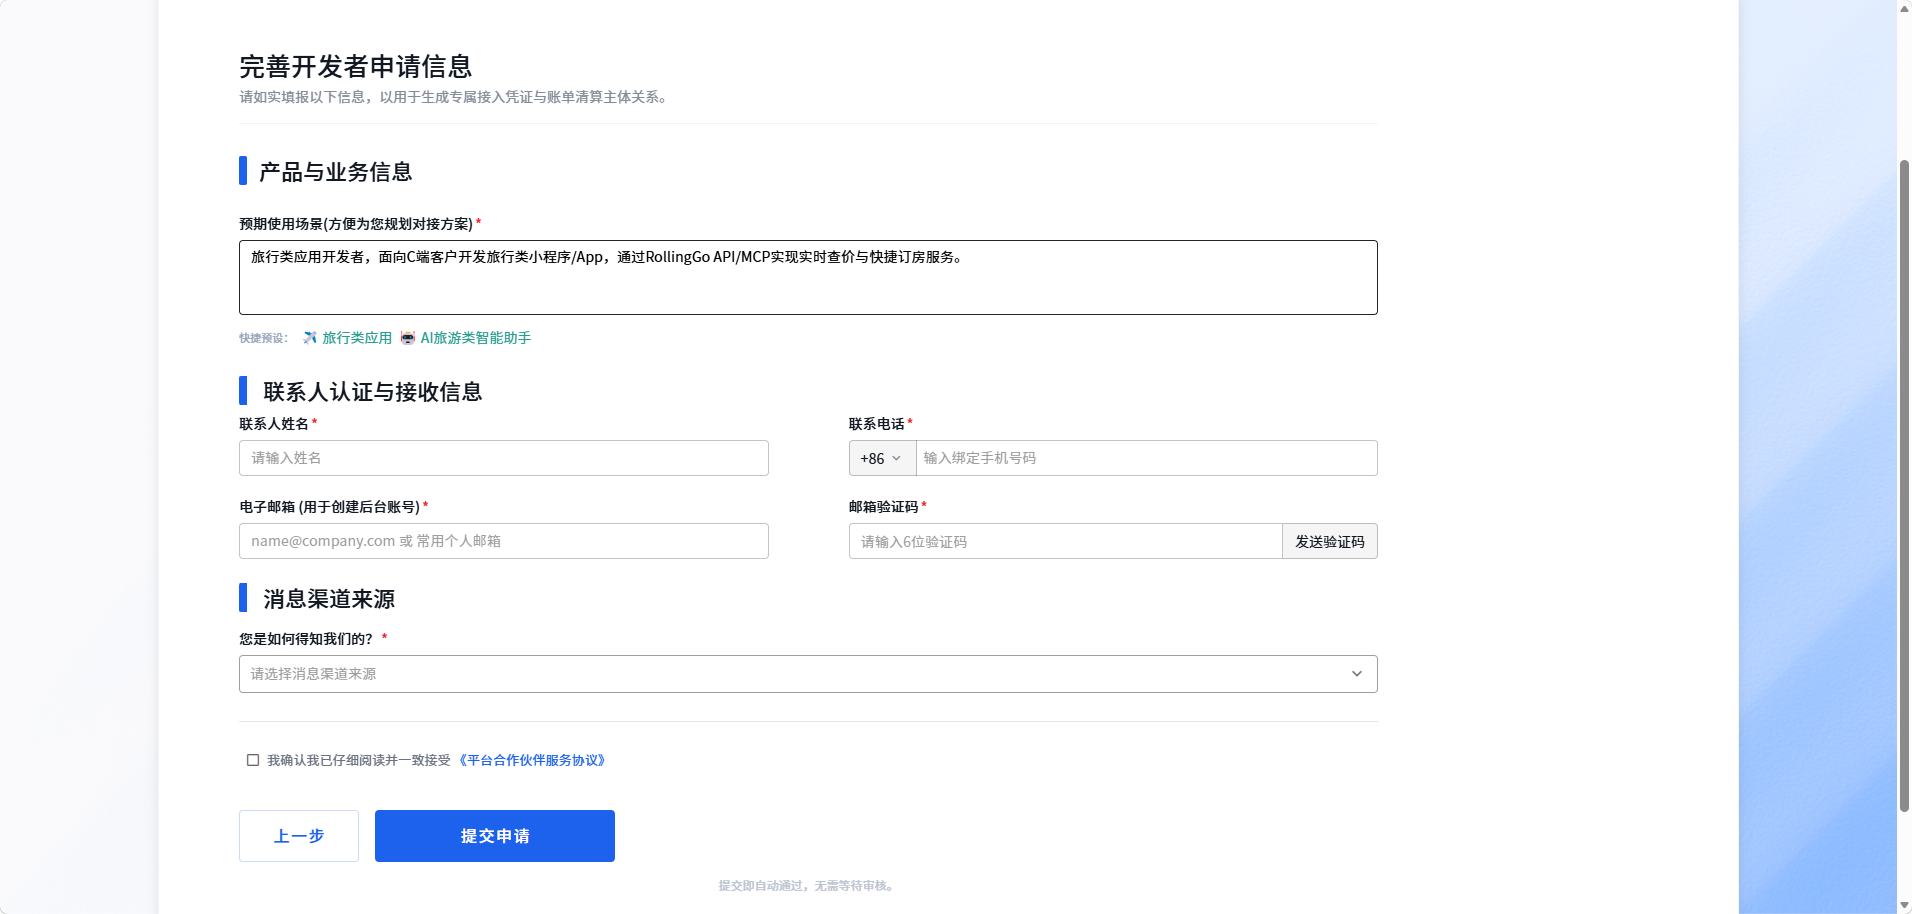 完善开发者申请信息
请如实填报以下信息，以用于生成专属接入凭证与账单清算主体关系。
产品与业务信息
预期使用场景(方便为您规划对接方案)*
旅行类应用开发者，面向C端客户开发旅行类小程序/App，通过RollingGo API/MCP实现实时查价与快捷订房服务。
快捷预设： 旅行类应用 AI旅游类智能助手
联系人认证与接收信息
联系人姓名* 联系电话*
请输入姓名 +86 输入绑定手机号码
电子邮箱 (用于创建后台账号)* 邮箱验证码*
name@company.com 或 常用个人邮箱 请输入6位验证码 发送验证码
消息渠道来源
您是如何得知我们的？ *
请选择消息渠道来源
我确认我已仔细阅读并一致接受 《平台合作伙伴服务协议》
上一步 提交申请
提交即自动通过，无需等待审核。